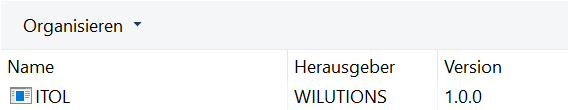 Organisieren
Name Herausgeber Version
ITOL WILUTIONS 1.0.0